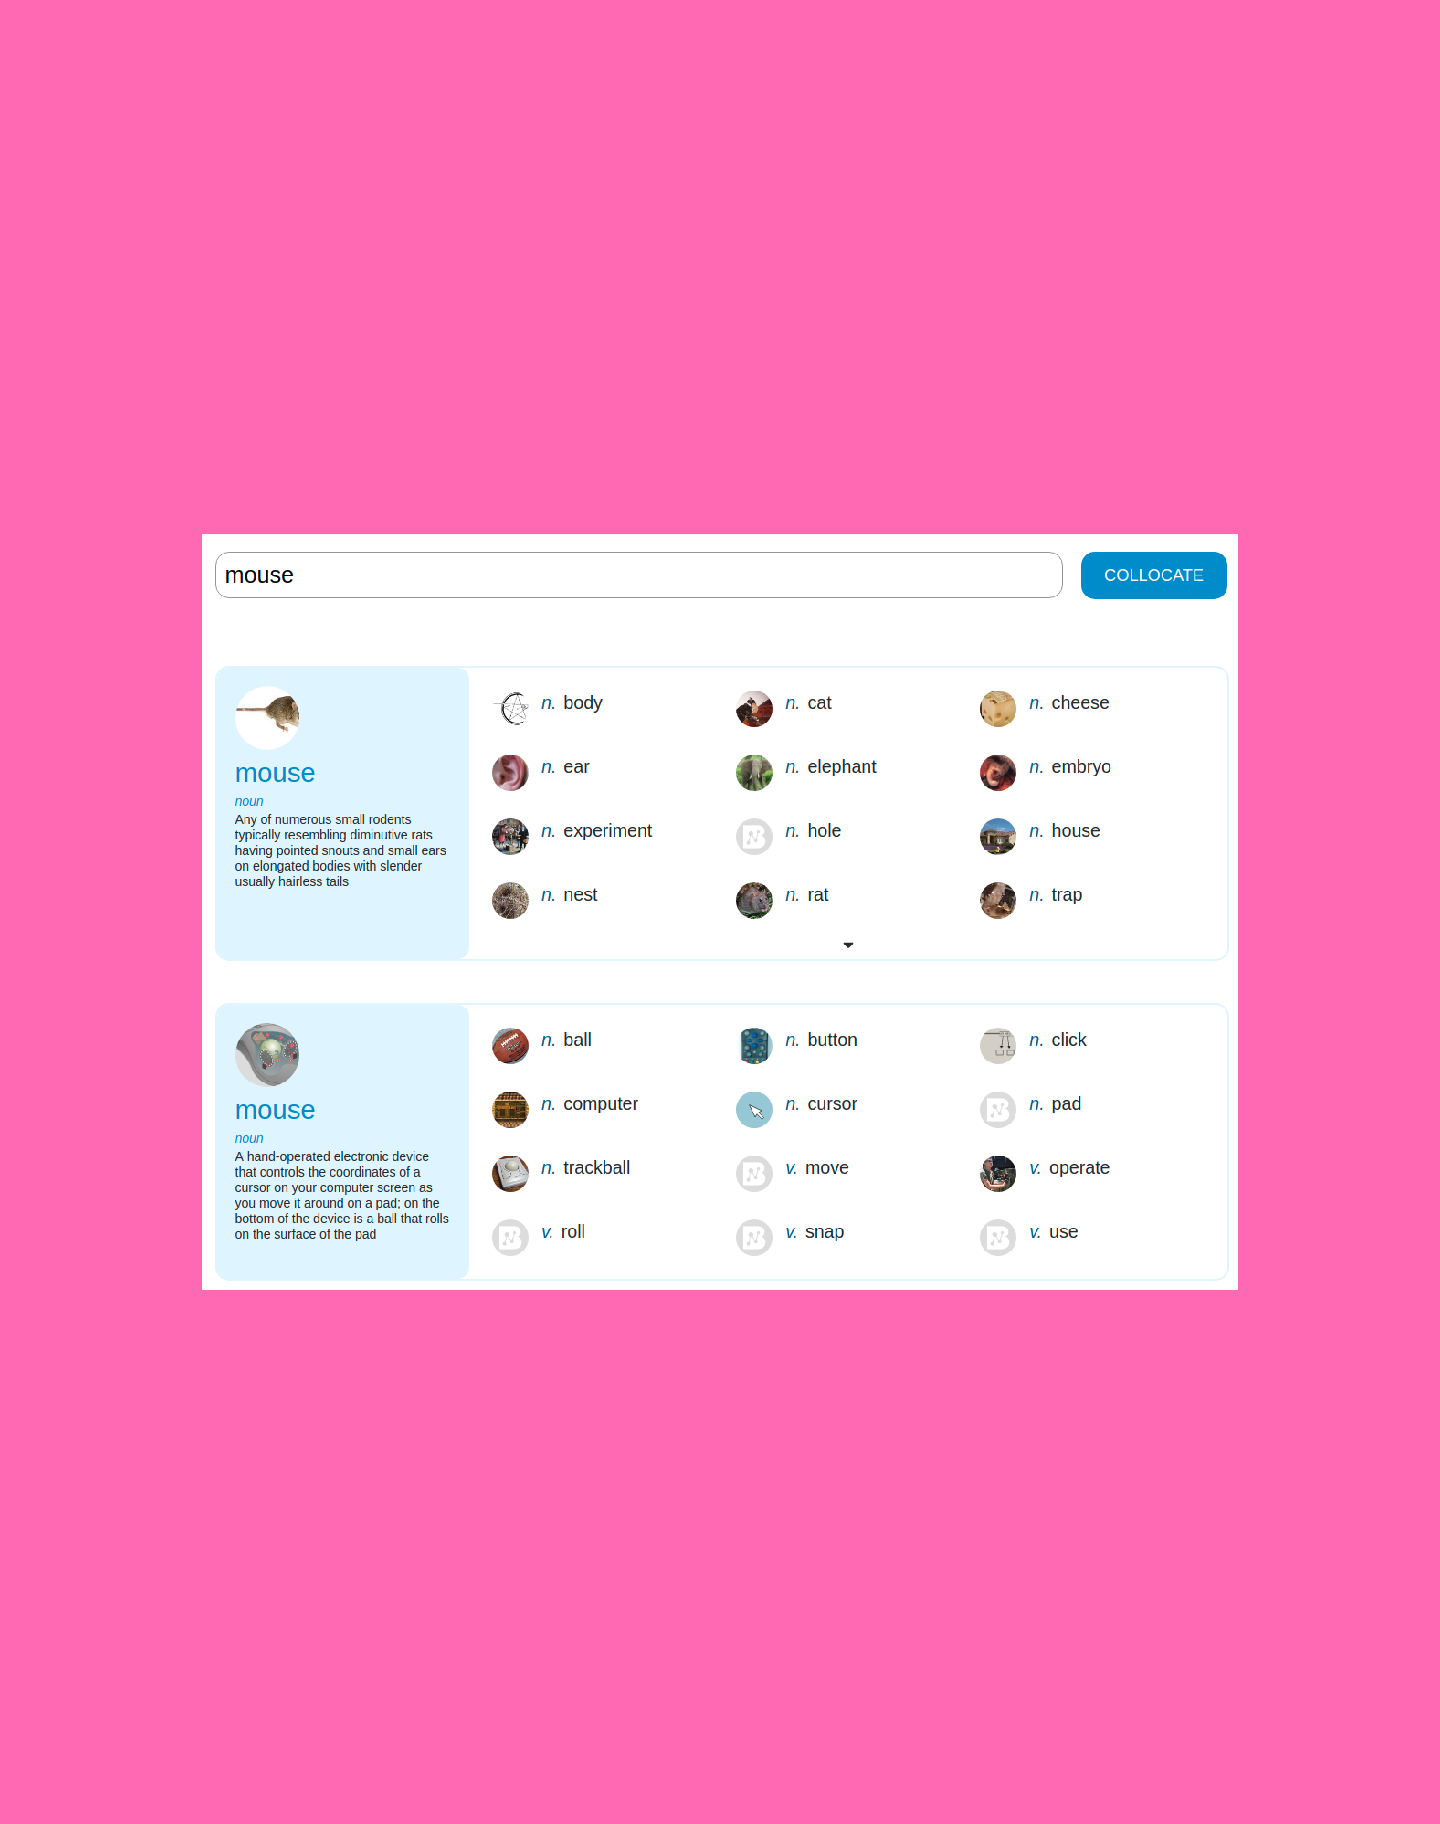 mouse
COLLOCATE
mouse
noun
Any of numerous small rodents
typically resembling diminutive rats
having pointed snouts and small ears
on elongated bodies with slender
usually hairless tails
n. body
n. cat
n. cheese
n. ear
n. elephant
n. embryo
n. experiment
n. hole
n. house
n. nest
n. rat
n. trap
mouse
noun
A hand-operated electronic device
that controls the coordinates of a
cursor on your computer screen as
you move it around on a pad; on the
bottom of the device is a ball that rolls
on the surface of the pad
n. ball
n. button
n. click
n. computer
n. cursor
n. pad
n. trackball
v. move
v. operate
v. roll
v. snap
v. use